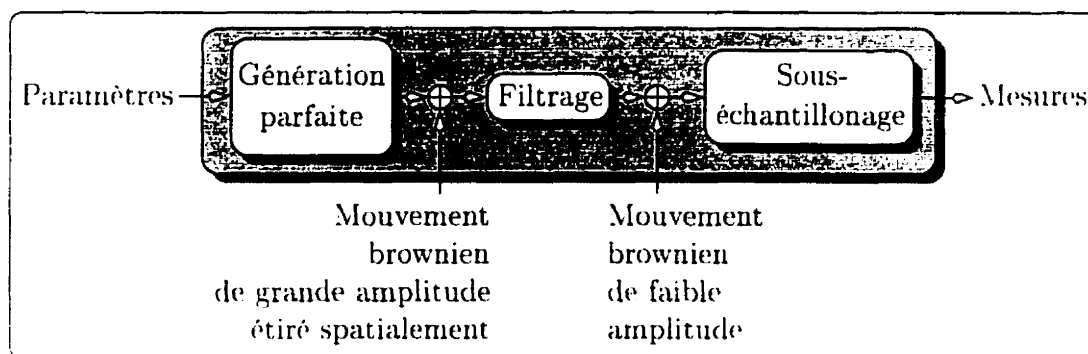 Paramètres
Génération
parfaite
Filtrage
Sous-
échantillonage
Mesures
Mouvement
brownien
de grande amplitude
étiré spatialement
Mouvement
brownien
de faible
amplitude